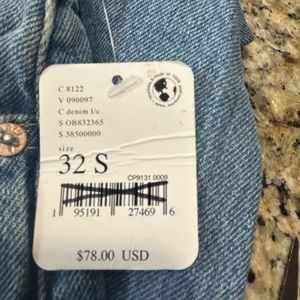 C 8122
V 090097
C denim l/c
S OB832365
S 58500000
size
32 S
CP9131 0009
1 95191 27469 6
$78.00 USD